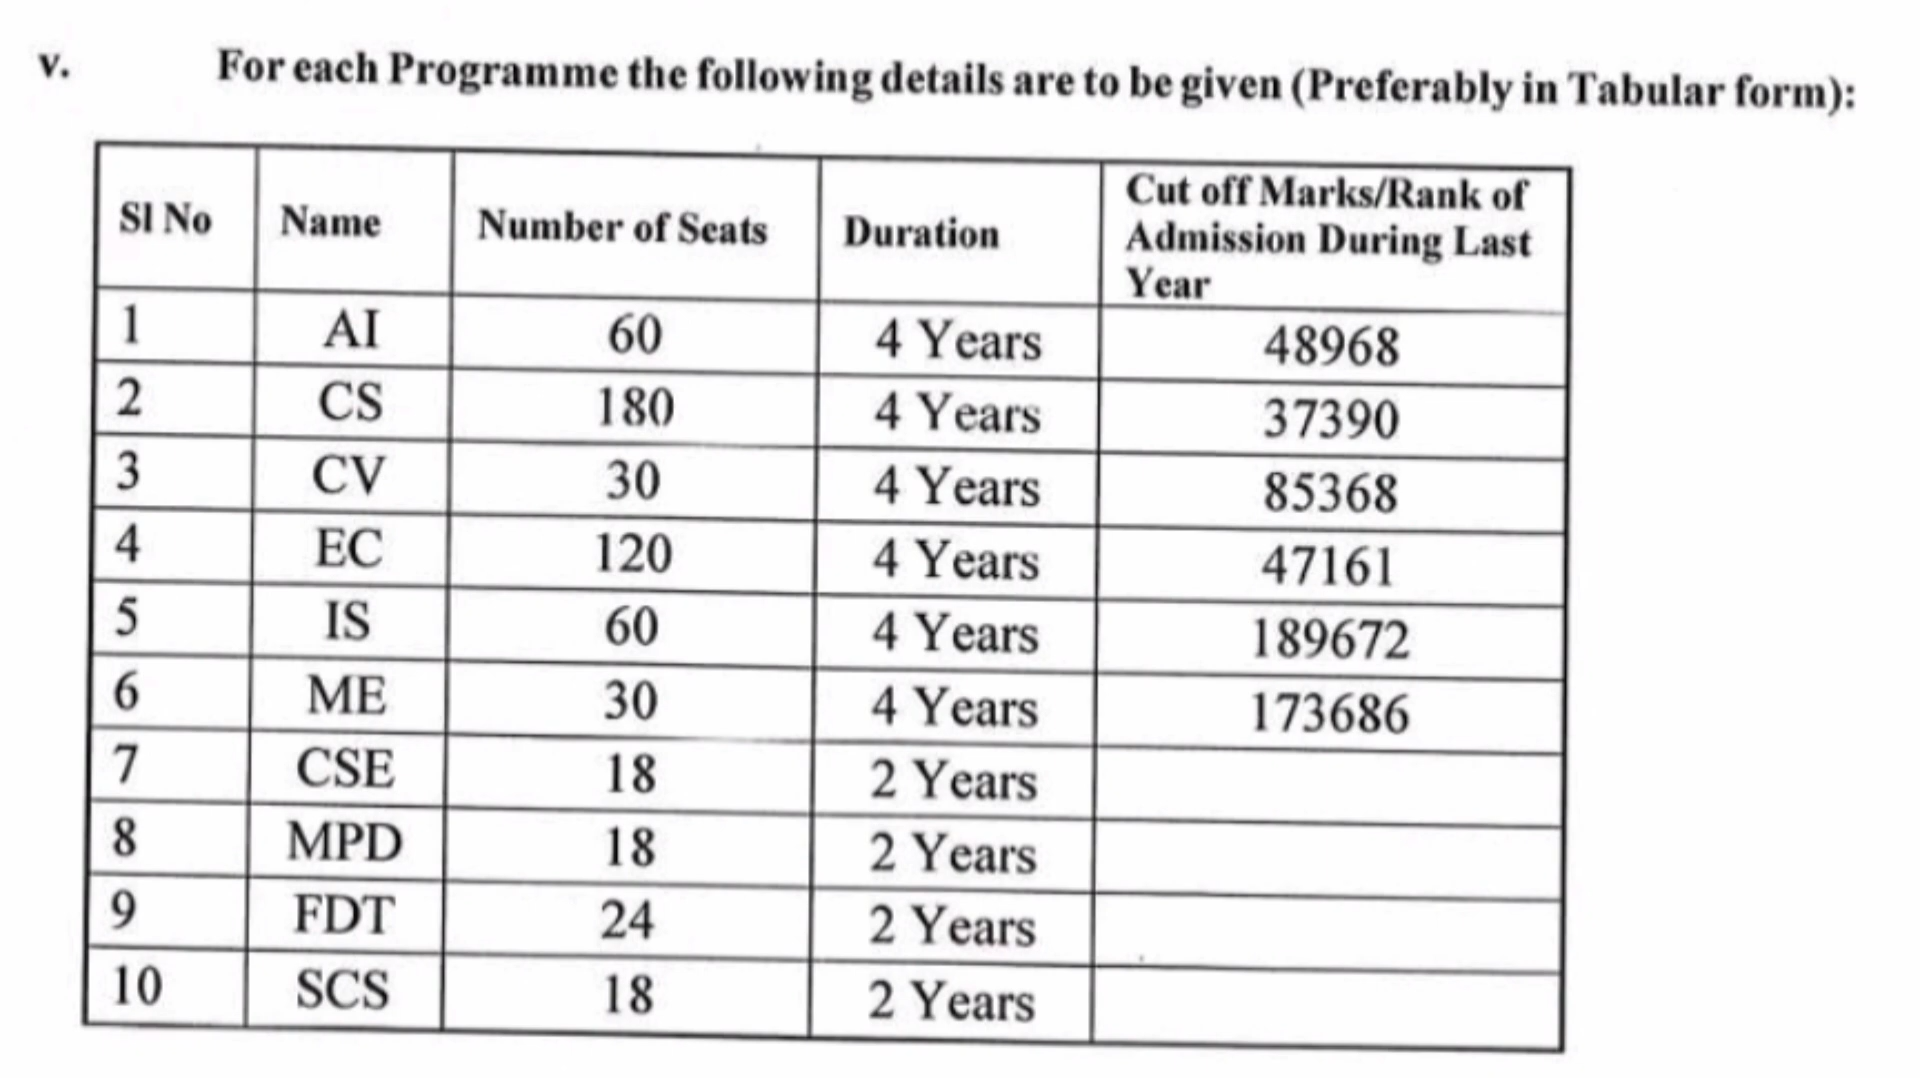 v. For each Programme the following details are to be given (Preferably in Tabular form):
Sl No Name Number of Seats Duration Cut off Marks/Rank of
Admission During Last
Year
1 AI 60 4 Years 48968
2 CS 180 4 Years 37390
3 CV 30 4 Years 85368
4 EC 120 4 Years 47161
5 IS 60 4 Years 189672
6 ME 30 4 Years 173686
7 CSE 18 2 Years
8 MPD 18 2 Years
9 FDT 24 2 Years
10 SCS 18 2 Years